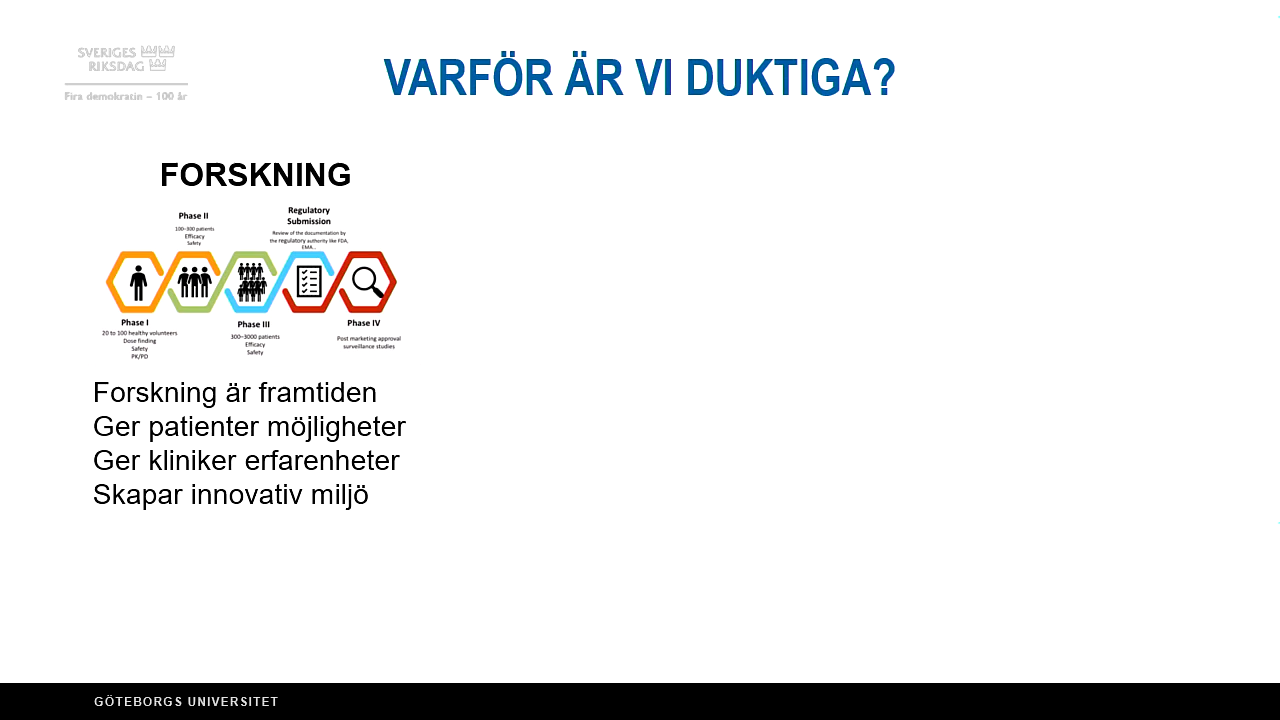 SVERIGES
RIKSDAG
Fira demokratin – 100 år
VARFÖR ÄR VI DUKTIGA?
FORSKNING
Phase II
100–300 patients
Efficacy
Safety
Regulatory
Submission
Review of the documentation by
the regulatory authority like FDA,
EMA...
Phase I
20 to 100 healthy volunteers
Dose finding
Safety
PK/PD
Phase III
300–3000 patients
Efficacy
Safety
Phase IV
Post marketing approval
surveillance studies
Forskning är framtiden
Ger patienter möjligheter
Ger kliniker erfarenheter
Skapar innovativ miljö
GÖTEBORGS UNIVERSITET